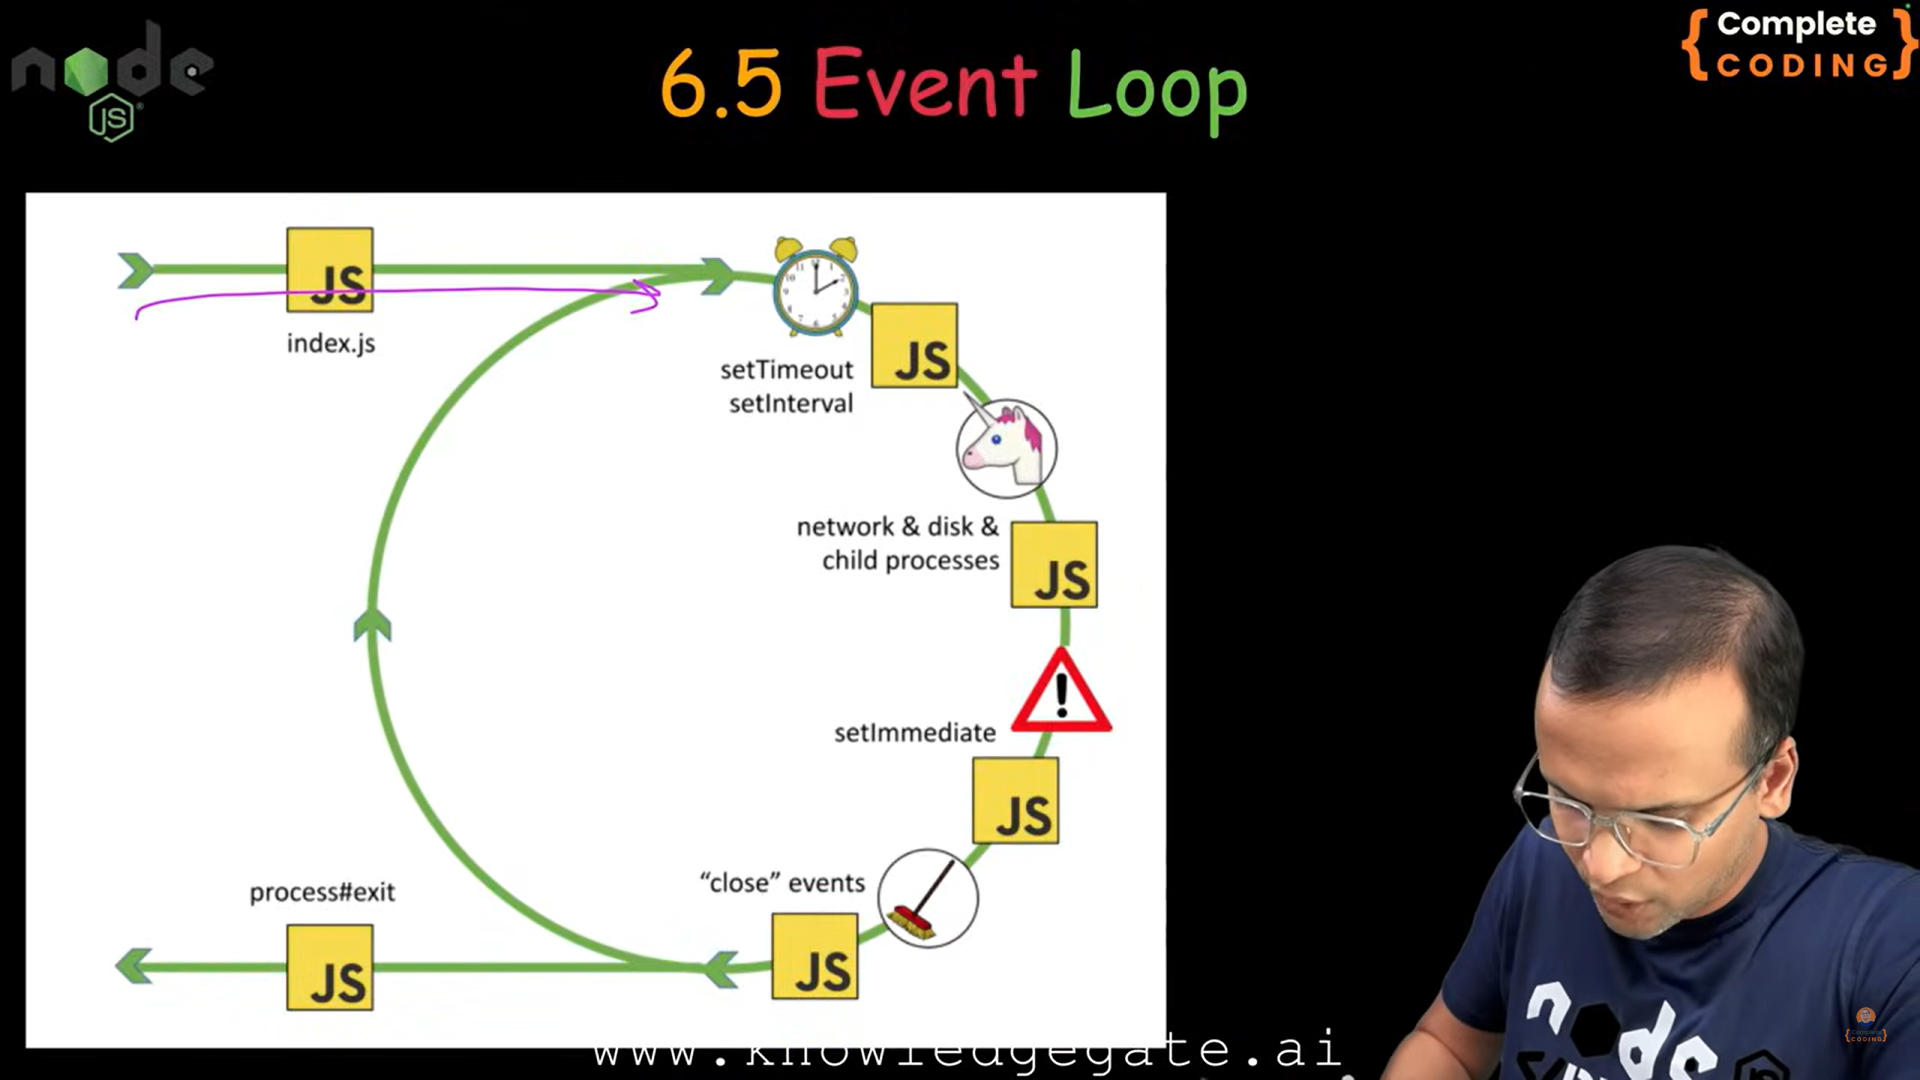 node
JS
6.5 Event Loop
{ Complete
CODING }
JS
index.js
setTimeout
setInterval
JS
network & disk &
child processes
JS
!
setImmediate
JS
"close" events
JS
process#exit
JS
www.knowledgegate.ai
node